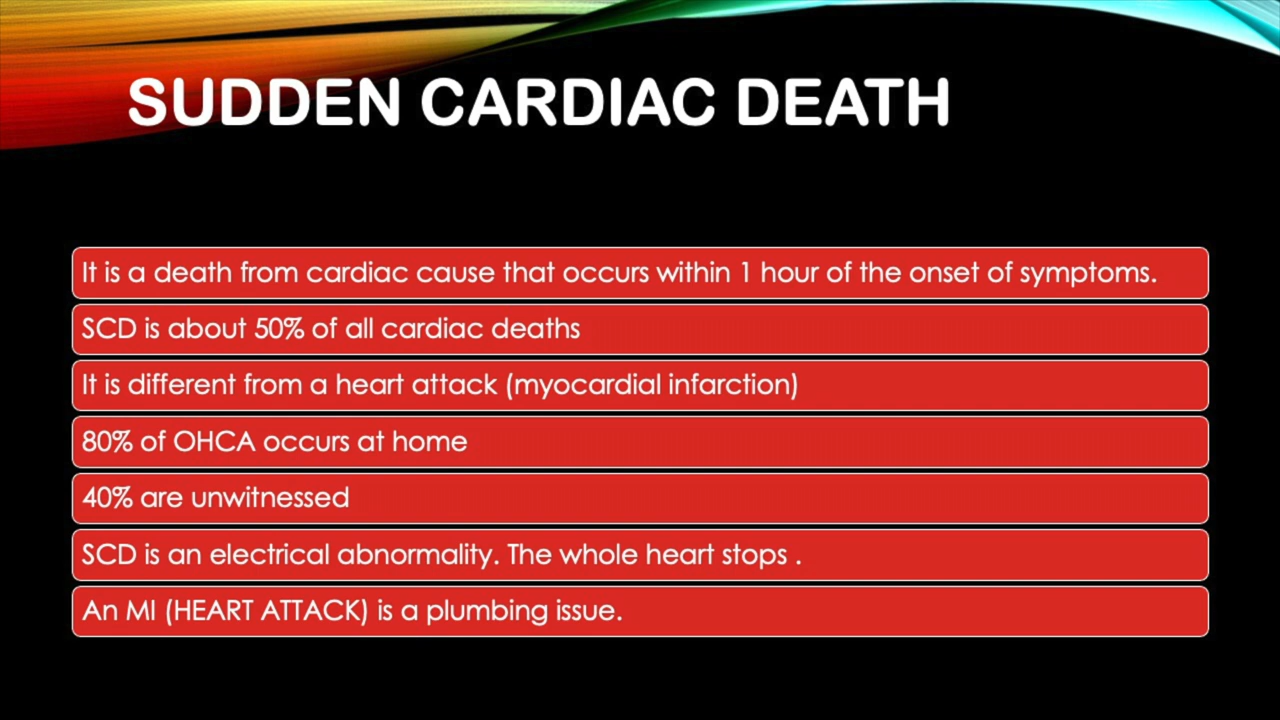 SUDDEN CARDIAC DEATH
It is a death from cardiac cause that occurs within 1 hour of the onset of symptoms.
SCD is about 50% of all cardiac deaths
It is different from a heart attack (myocardial infarction)
80% of OHCA occurs at home
40% are unwitnessed
SCD is an electrical abnormality. The whole heart stops .
An MI (HEART ATTACK) is a plumbing issue.